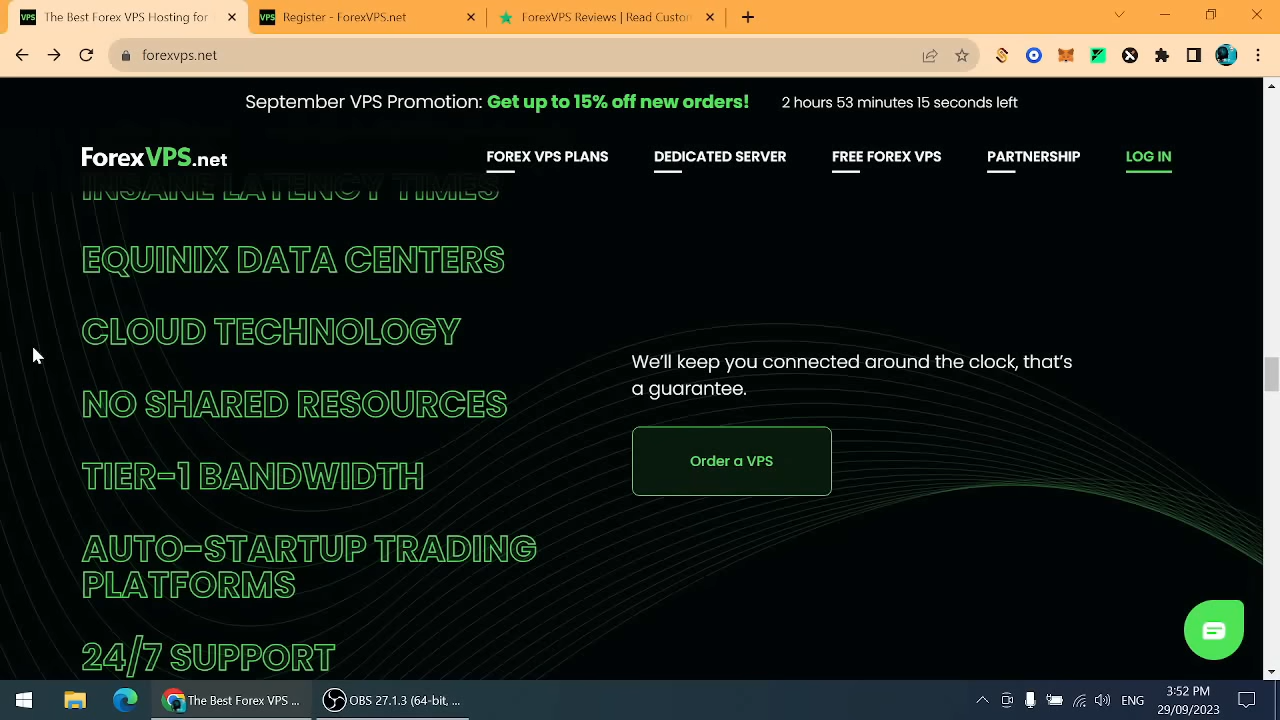 The Best Forex VPS Hosting for
Register - ForexVPS.net
ForexVPS Reviews | Read Custom
forexvps.net
September VPS Promotion: Get up to 15% off new orders!
2 hours 53 minutes 15 seconds left
ForexVPS.net
FOREX VPS PLANS
DEDICATED SERVER
FREE FOREX VPS
PARTNERSHIP
LOG IN
INSANE LATENCY TIMES
EQUINIX DATA CENTERS
CLOUD TECHNOLOGY
NO SHARED RESOURCES
TIER-1 BANDWIDTH
AUTO-STARTUP TRADING
PLATFORMS
24/7 SUPPORT
We'll keep you connected around the clock, that's
a guarantee.
Order a VPS
The Best Forex VPS ...
OBS 27.1.3 (64-bit, ...
ENG
3:52 PM
29/09/2023